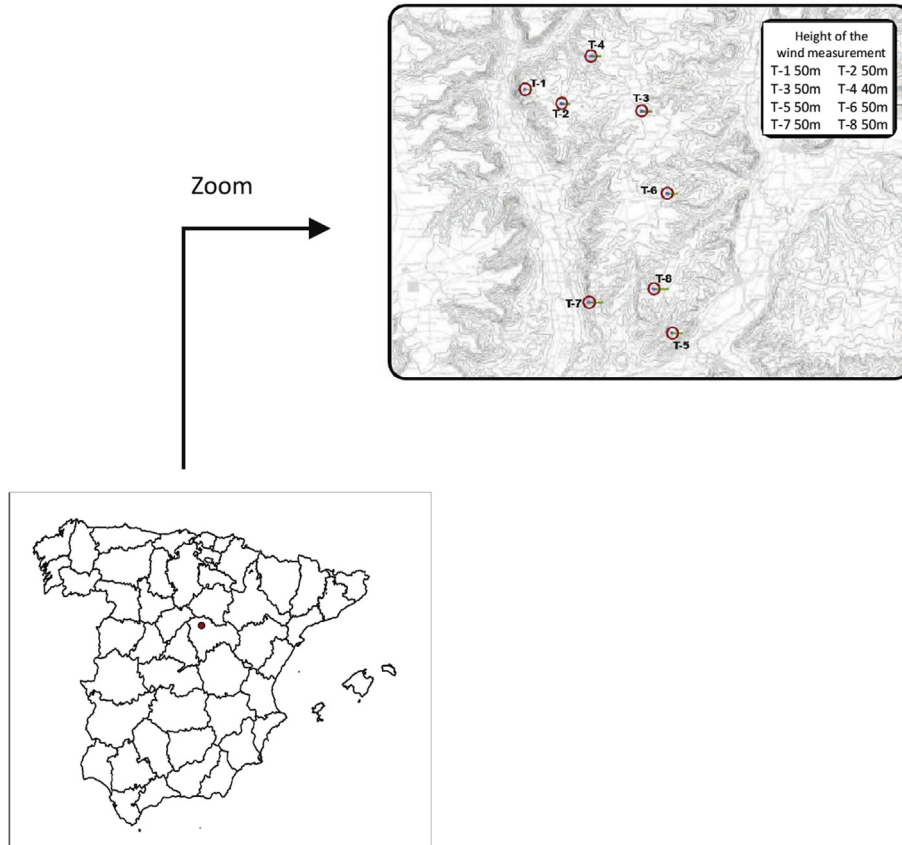 Height of the
wind measurement
T-1 50m T-2 50m
T-3 50m T-4 40m
T-5 50m T-6 50m
T-7 50m T-8 50m
T-4
T-1
T-2
T-3
T-6
T-8
T-7
T-5
Zoom